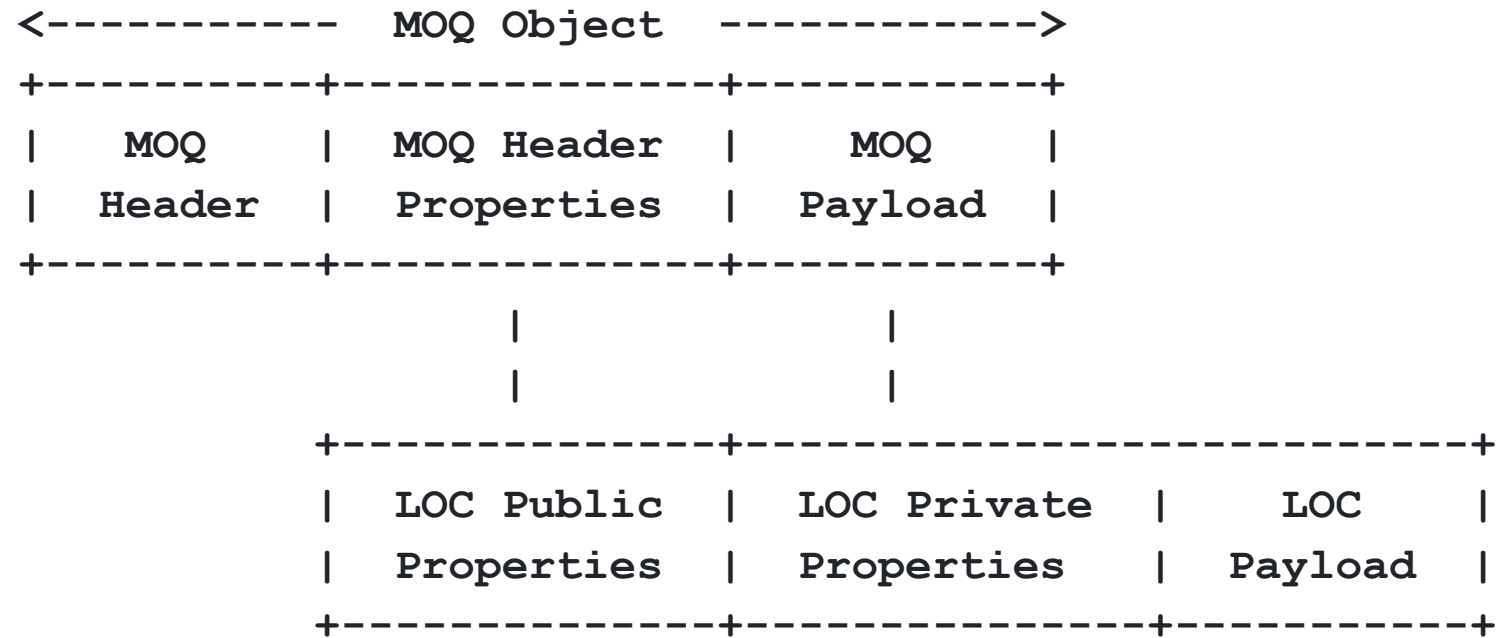 <-----------  MOQ Object  ------------>
+----------+---------------+-----------+
|   MOQ    |  MOQ Header   |    MOQ    |
|  Header  |  Properties   |  Payload  |
+----------+---------------+-----------+
                  |             |
                  |             |
           +---------------+---------------------------+
           |  LOC Public   |  LOC Private  |    LOC    |
           |  Properties   |  Properties   |  Payload  |
           +---------------+---------------+-----------+